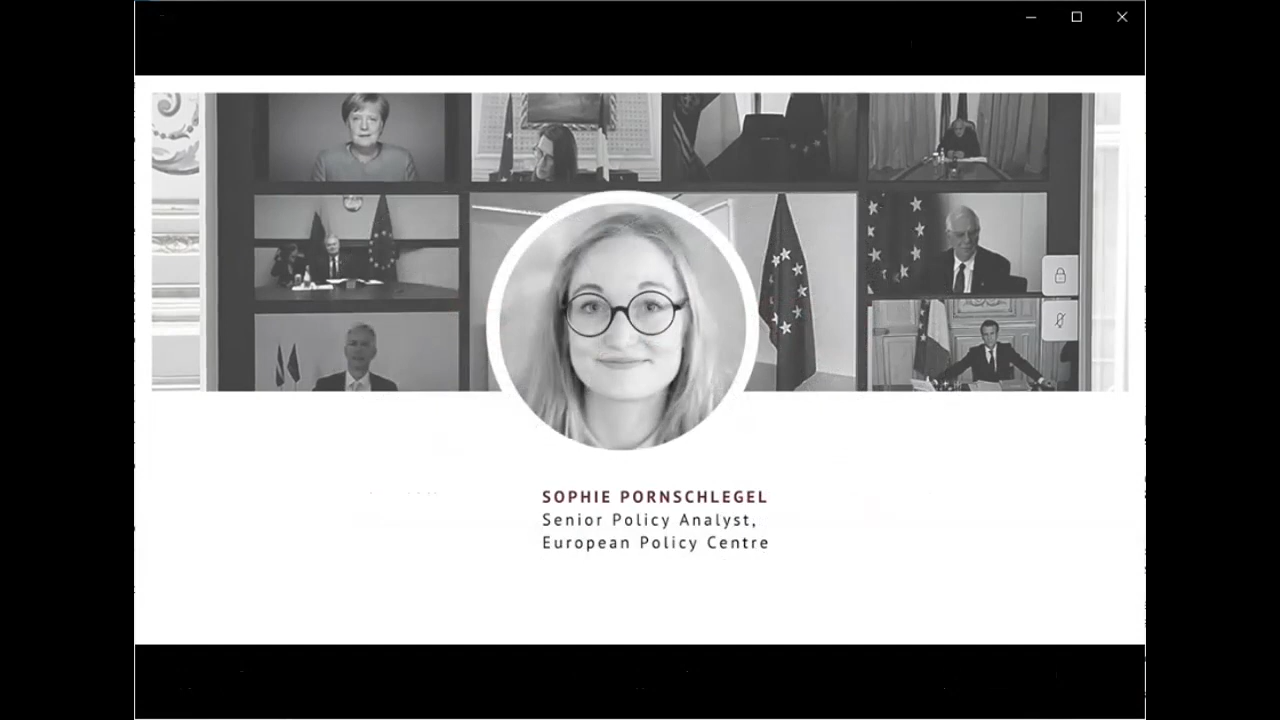 SOPHIE PORNSCHLEGEL
Senior Policy Analyst,
European Policy Centre